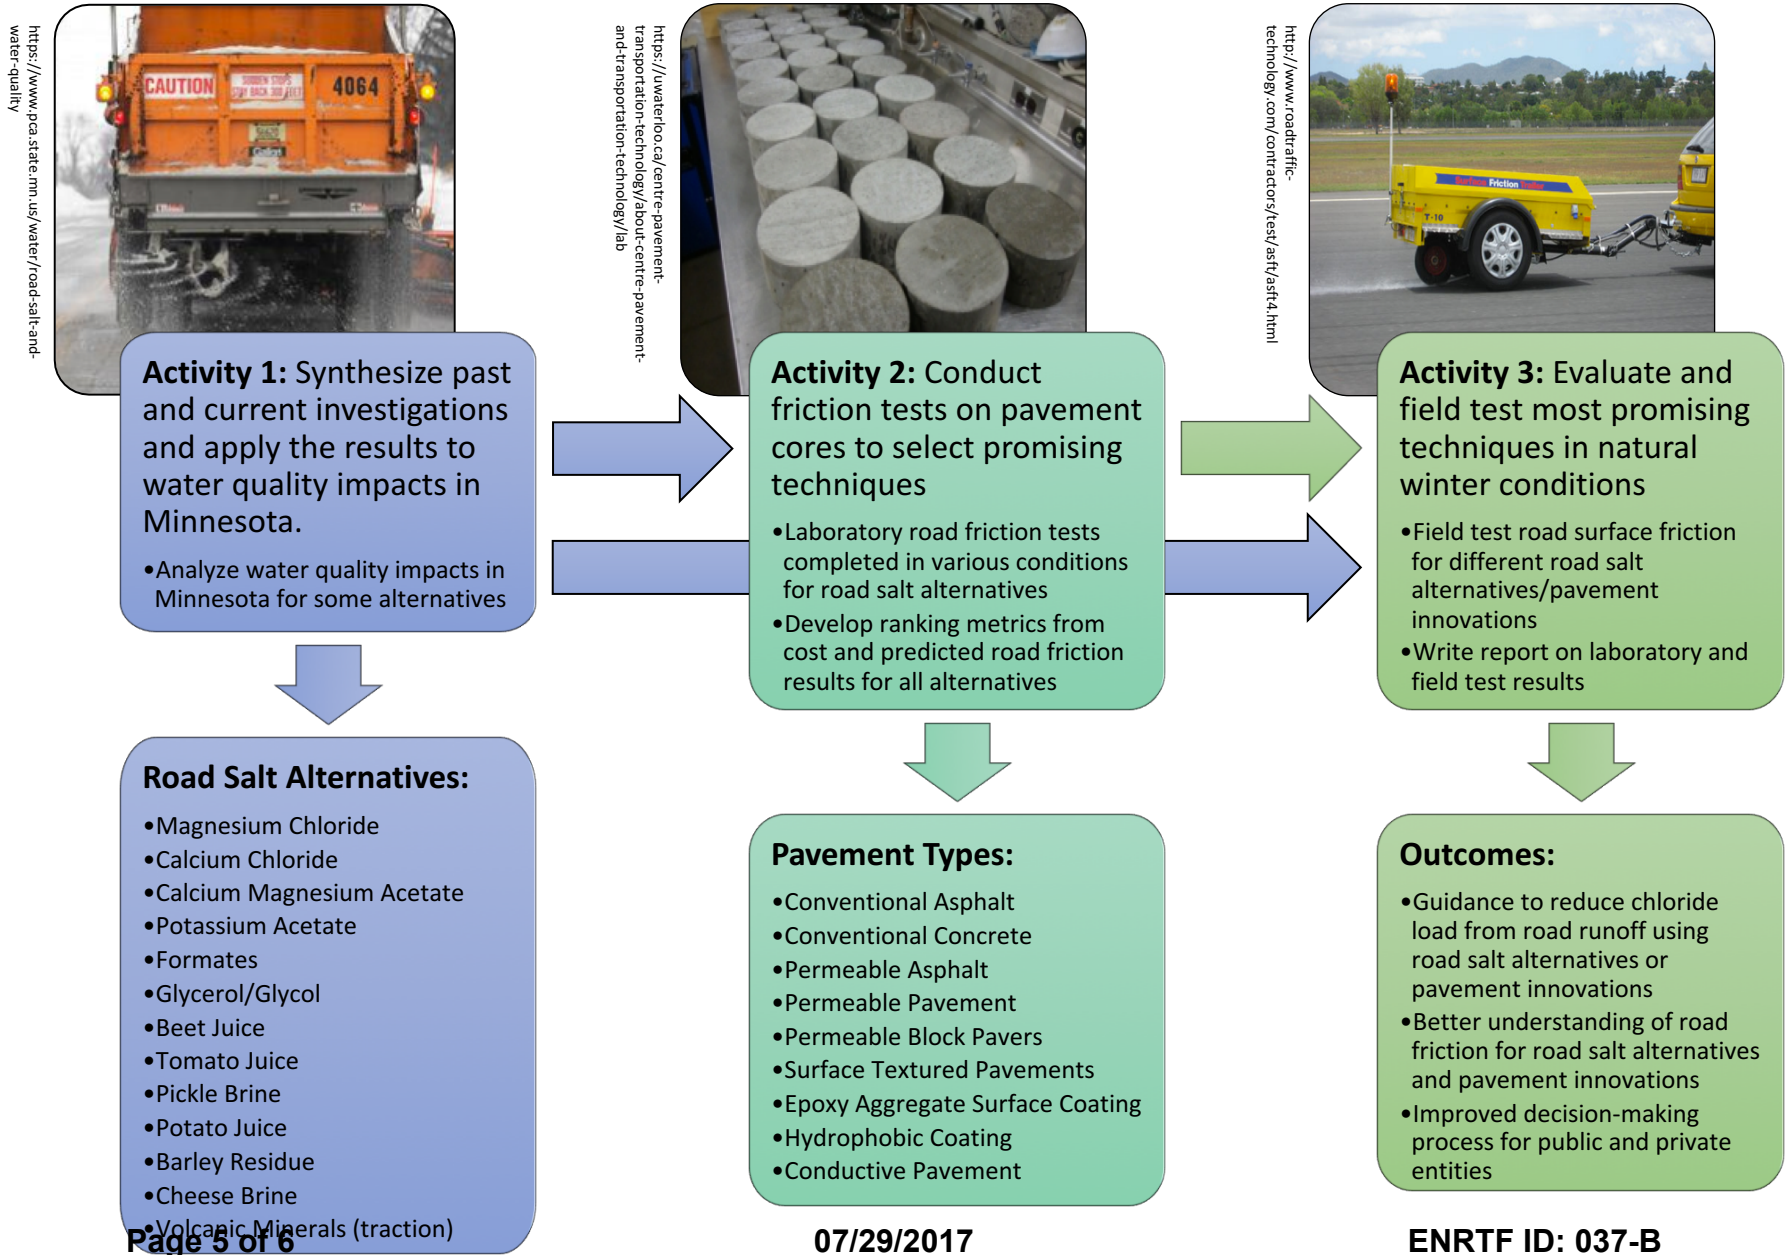 https://www.pca.state.mn.us/water/road-salt-and-
water-quality
CAUTION
SUDDEN STOPS
STAY BACK 300 FEET
4064
https://uwaterloo.ca/centre-pavement-
transportation-technology/about-centre-pavement-
and-transportation-technology/lab
http://www.roadtraffic-
technology.com/contractors/test/asft/asft4.html
Surface Friction Trailer
T-10
Activity 1: Synthesize past
and current investigations
and apply the results to
water quality impacts in
Minnesota.
•Analyze water quality impacts in
Minnesota for some alternatives
Activity 2: Conduct
friction tests on pavement
cores to select promising
techniques
•Laboratory road friction tests
completed in various conditions
for road salt alternatives
•Develop ranking metrics from
cost and predicted road friction
results for all alternatives
Activity 3: Evaluate and
field test most promising
techniques in natural
winter conditions
•Field test road surface friction
for different road salt
alternatives/pavement
innovations
•Write report on laboratory and
field test results
Road Salt Alternatives:
•Magnesium Chloride
•Calcium Chloride
•Calcium Magnesium Acetate
•Potassium Acetate
•Formates
•Glycerol/Glycol
•Beet Juice
•Tomato Juice
•Pickle Brine
•Potato Juice
•Barley Residue
•Cheese Brine
•Volcanic Minerals (traction)
Pavement Types:
•Conventional Asphalt
•Conventional Concrete
•Permeable Asphalt
•Permeable Pavement
•Permeable Block Pavers
•Surface Textured Pavements
•Epoxy Aggregate Surface Coating
•Hydrophobic Coating
•Conductive Pavement
Outcomes:
•Guidance to reduce chloride
load from road runoff using
road salt alternatives or
pavement innovations
•Better understanding of road
friction for road salt alternatives
and pavement innovations
•Improved decision-making
process for public and private
entities
Page 5 of 6
07/29/2017
ENRTF ID: 037-B